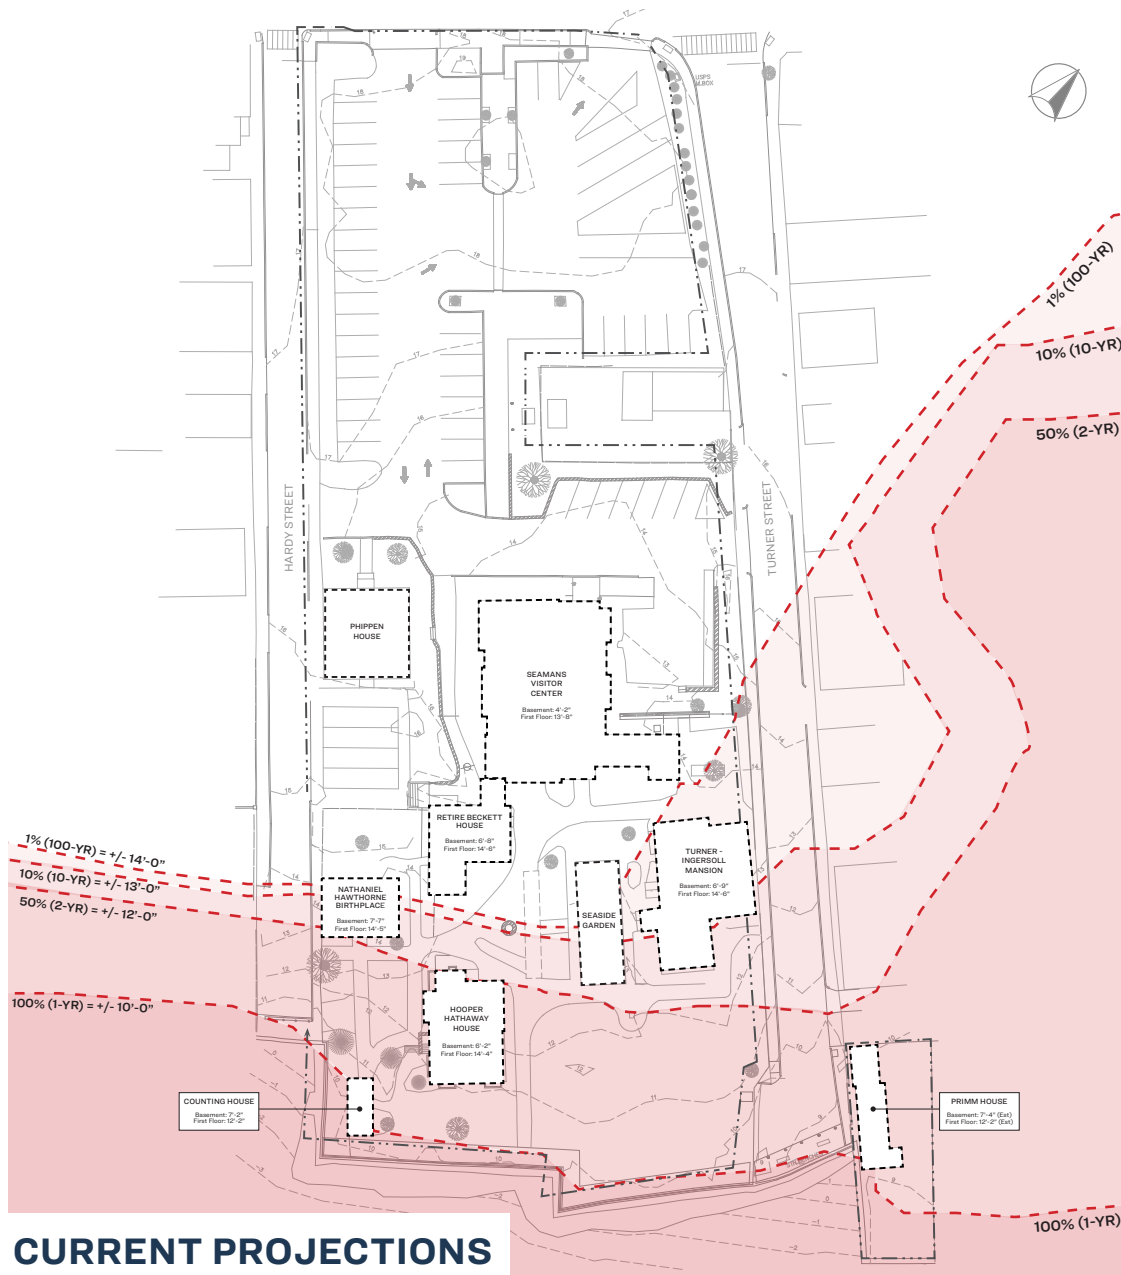 USPS
HARDY STREET
TURNER STREET
1% (100-YR)
10% (10-YR)
50% (2-YR)
PHIPPEN
HOUSE
SEAMANS
VISITOR
CENTER
Basement: 4'-2"
First Floor: 13'-8"
RETIRE BECKETT
HOUSE
Basement: 6'-8"
First Floor: 14'-6"
TURNER -
INGERSOLL
MANSION
Basement: 6'-9"
First Floor: 14'-6"
1% (100-YR) = +/- 14'-0"
10% (10-YR) = +/- 13'-0"
50% (2-YR) = +/- 12'-0"
NATHANIEL
HAWTHORNE
BIRTHPLACE
Basement: 7'-7"
First Floor: 14'-5"
SEASIDE
GARDEN
100% (1-YR) = +/- 10'-0"
HOOPER
HATHAWAY
HOUSE
Basement: 6'-2"
First Floor: 14'-4"
COUNTING HOUSE
Basement: 7'-2"
First Floor: 12'-2"
PRIMM HOUSE
Basement: 7'-4" (Est)
First Floor: 12'-2" (Est)
100% (1-YR)
CURRENT PROJECTIONS